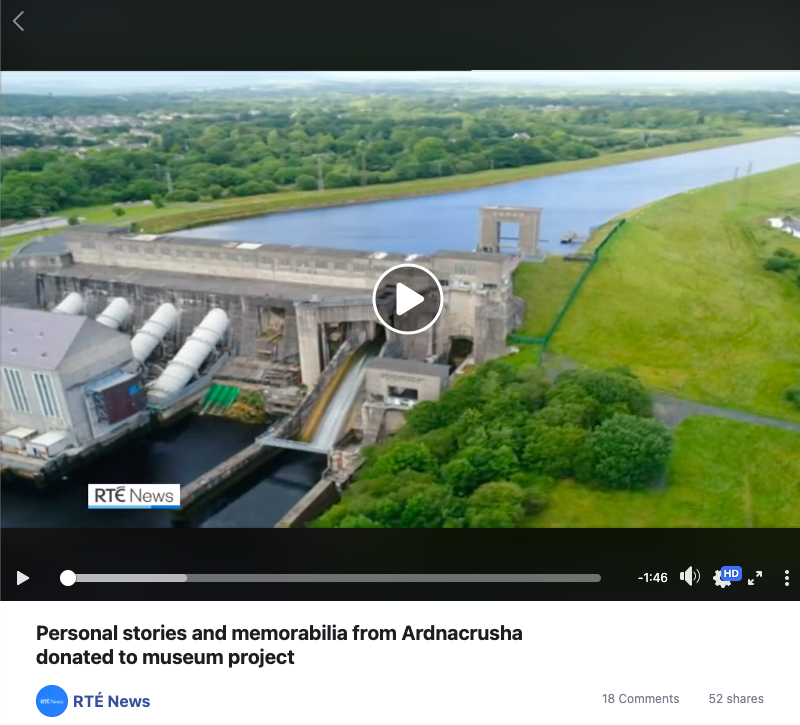 RTÉ News
-1:46
HD
Personal stories and memorabilia from Ardnacrusha
donated to museum project
RTÉ News
18 Comments
52 shares